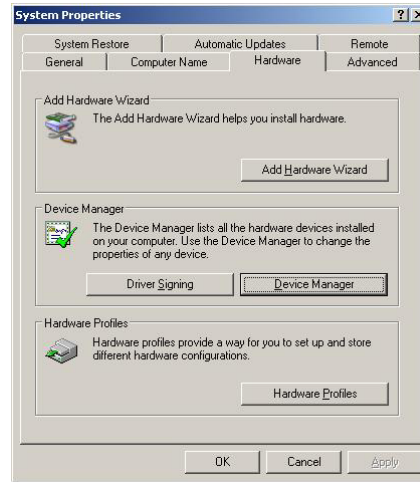 System Properties
System Restore Automatic Updates Remote
General Computer Name Hardware Advanced
Add Hardware Wizard
The Add Hardware Wizard helps you install hardware.
Add Hardware Wizard
Device Manager
The Device Manager lists all the hardware devices installed
on your computer. Use the Device Manager to change the
properties of any device.
Driver Signing Device Manager
Hardware Profiles
Hardware profiles provide a way for you to set up and store
different hardware configurations.
Hardware Profiles
OK Cancel Apply